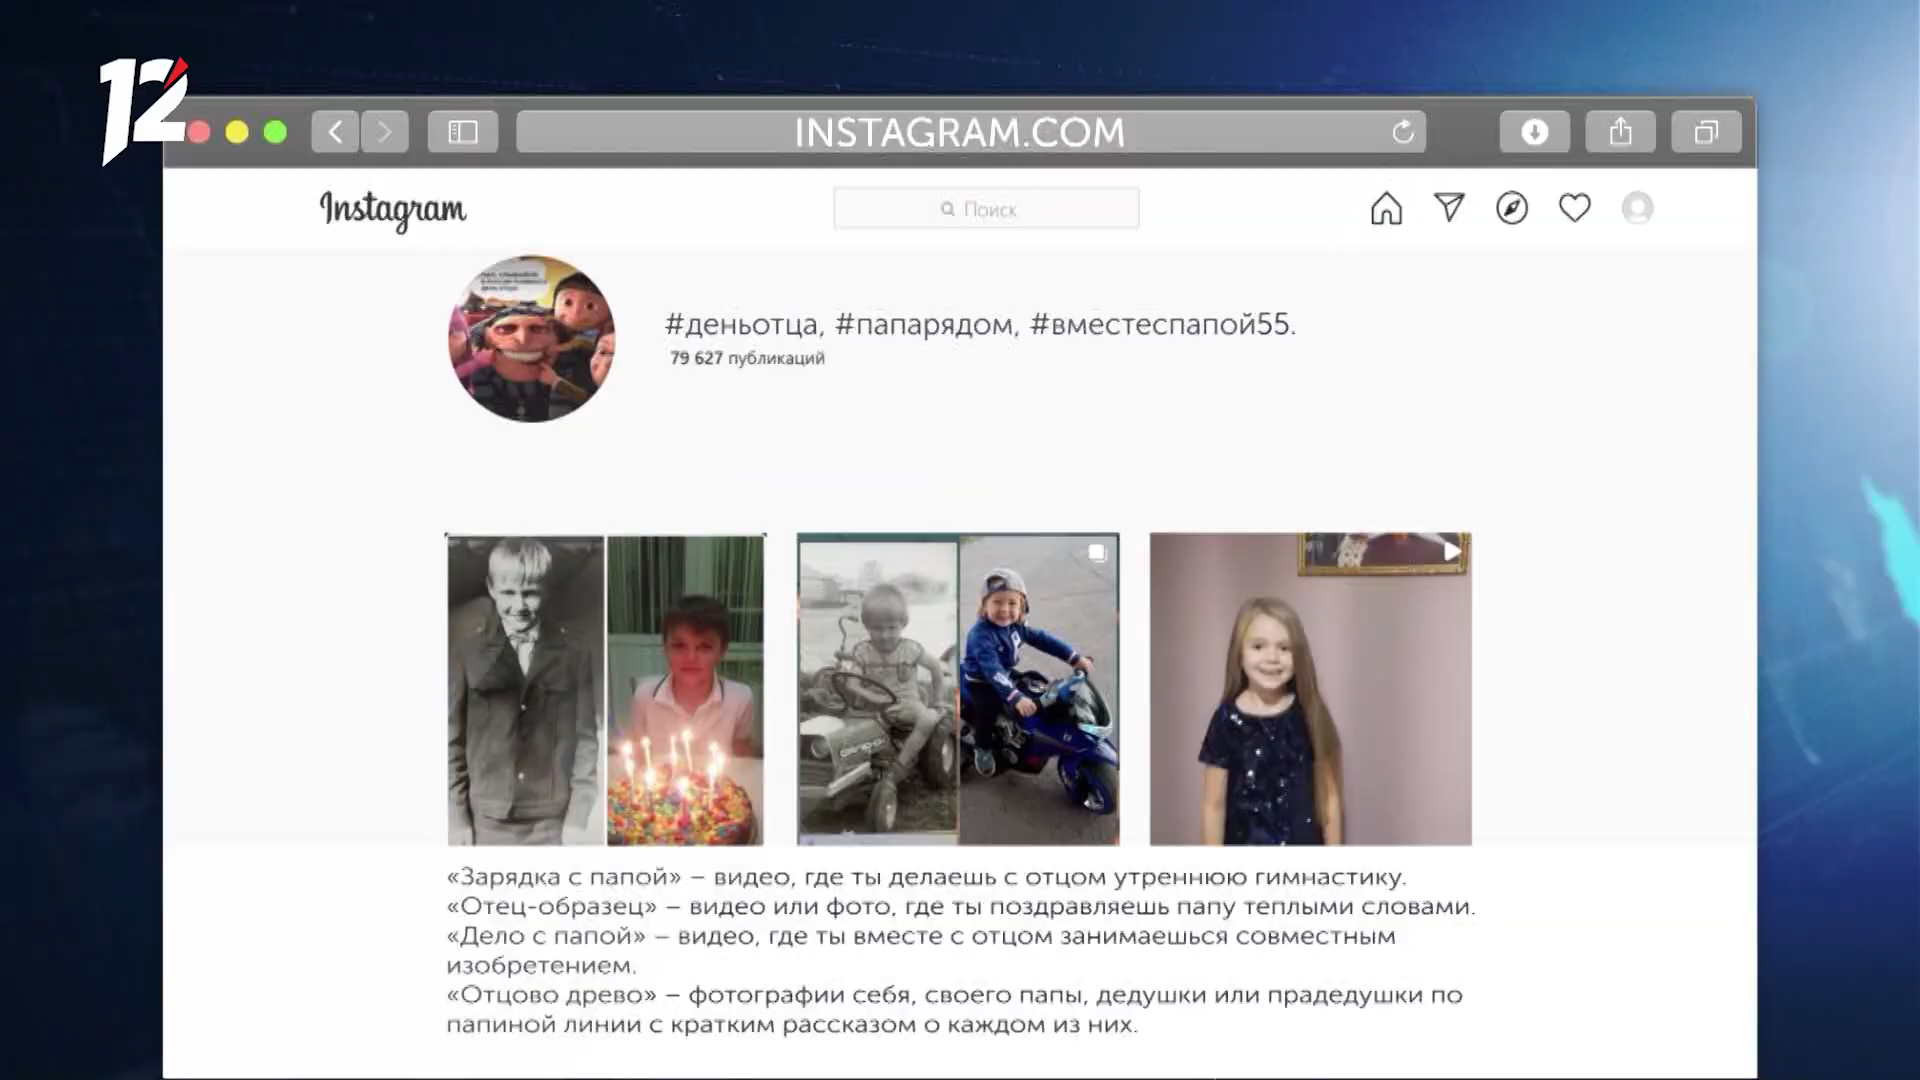 12
INSTAGRAM.COM
Instagram
Поиск
#деньотца, #папарядом, #вместеспапой55.
79 627 публикаций
«Зарядка с папой» – видео, где ты делаешь с отцом утреннюю гимнастику.
«Отец-образец» – видео или фото, где ты поздравляешь папу теплыми словами.
«Дело с папой» – видео, где ты вместе с отцом занимаешься совместным
изобретением.
«Отцово древо» – фотографии себя, своего папы, дедушки или прадедушки по
папиной линии с кратким рассказом о каждом из них.